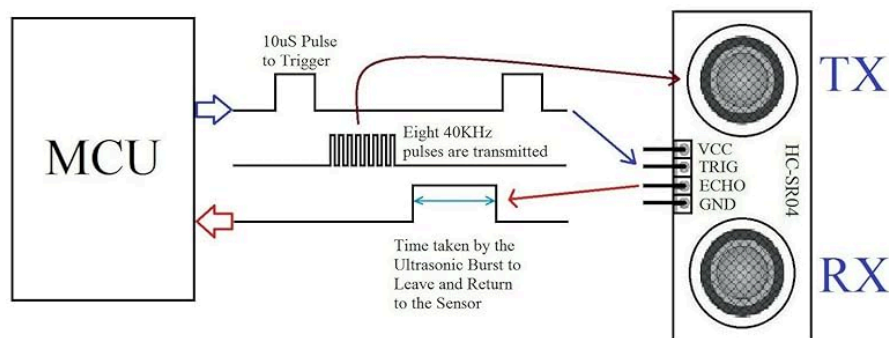 10uS Pulse
to Trigger
MCU
Eight 40KHz
pulses are transmitted
Time taken by the
Ultrasonic Burst to
Leave and Return
to the Sensor
TX
VCC
TRIG
ECHO
GND
HC-SR04
RX